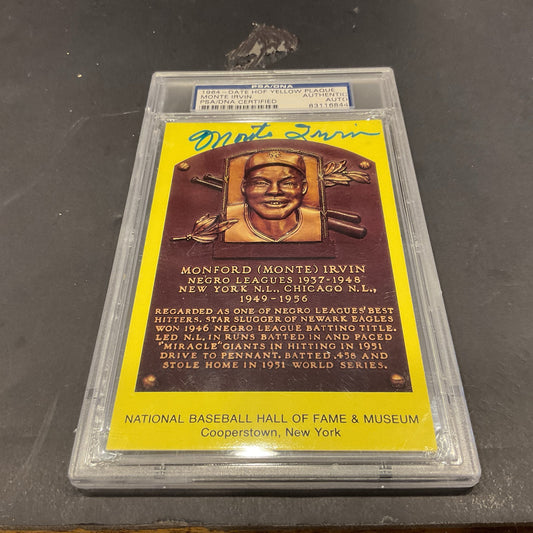 PSA/DNA
1964-DATE HOF YELLOW PLAQUE
MONTE IRVIN AUTHENTIC
AUTO
PSA/DNA CERTIFIED 83116844
Monte Irvin
MONFORD (MONTE) IRVIN
NEGRO LEAGUES 1937-1948
NEW YORK N.L., CHICAGO N.L.,
1949-1956
REGARDED AS ONE OF NEGRO LEAGUES' BEST
HITTERS. STAR SLUGGER OF NEWARK EAGLES
WON 1946 NEGRO LEAGUE BATTING TITLE.
LED N.L. IN RUNS BATTED IN AND PACED
"MIRACLE" GIANTS IN HITTING IN 1951
DRIVE TO PENNANT. BATTED .458 AND
STOLE HOME IN 1951 WORLD SERIES.
NATIONAL BASEBALL HALL OF FAME & MUSEUM
Cooperstown, New York